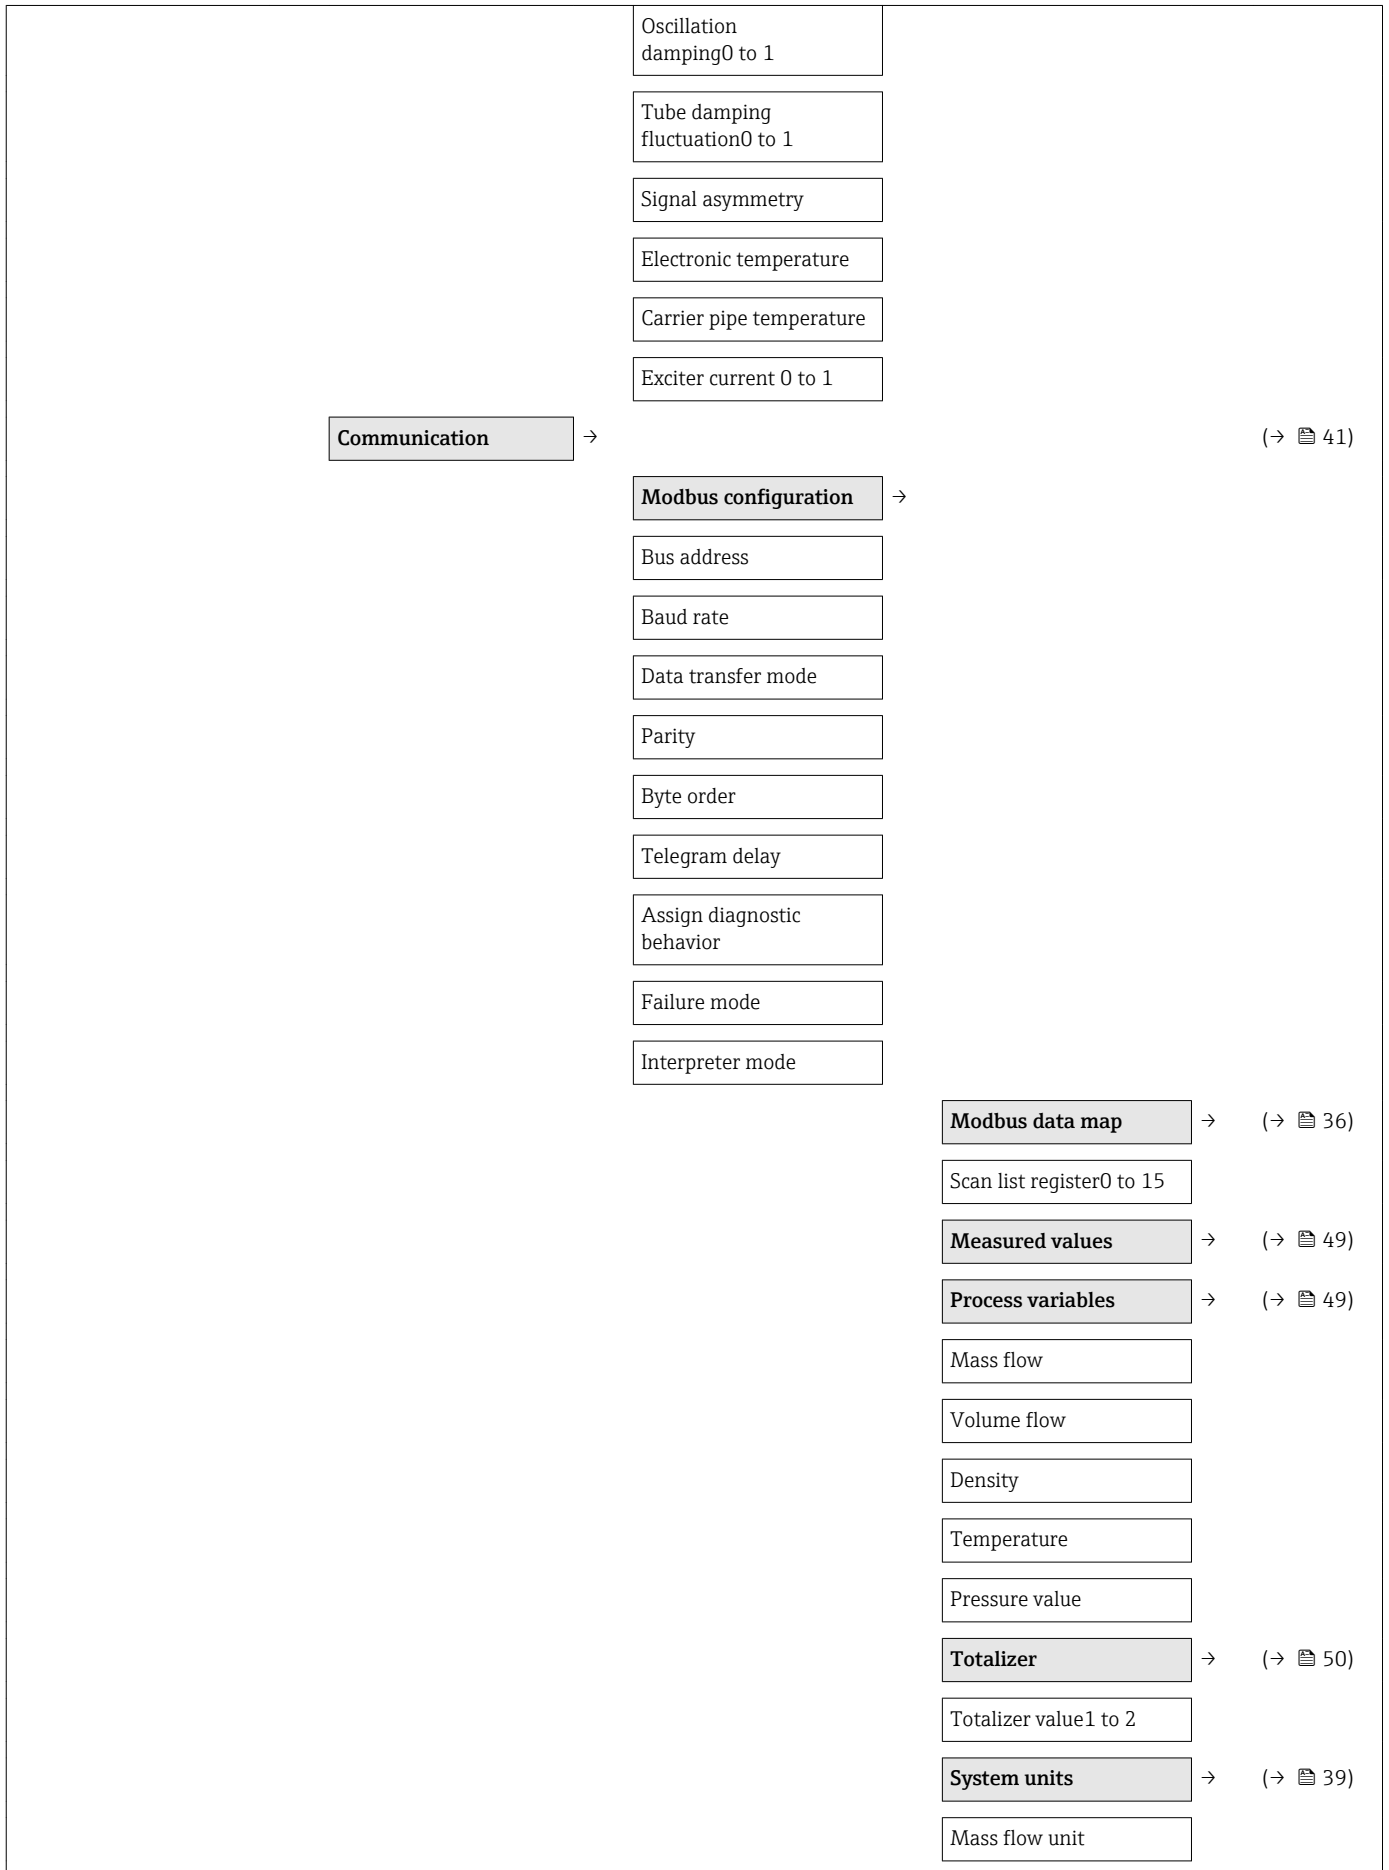 Oscillation
damping0 to 1
Tube damping
fluctuation0 to 1
Signal asymmetry
Electronic temperature
Carrier pipe temperature
Exciter current 0 to 1
Communication → (→ 41)
Modbus configuration →
Bus address
Baud rate
Data transfer mode
Parity
Byte order
Telegram delay
Assign diagnostic
behavior
Failure mode
Interpreter mode
Modbus data map → (→ 36)
Scan list register0 to 15
Measured values → (→ 49)
Process variables → (→ 49)
Mass flow
Volume flow
Density
Temperature
Pressure value
Totalizer → (→ 50)
Totalizer value1 to 2
System units → (→ 39)
Mass flow unit